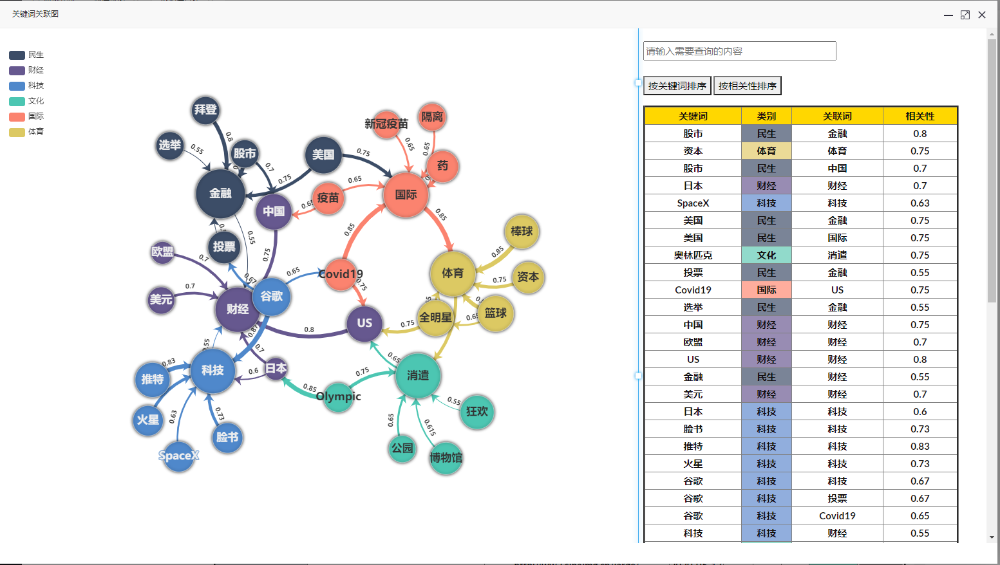 关键词关联图
民生
财经
科技
文化
国际
体育
拜登
选举
股市
美国
新冠疫苗
隔离
药
金融
中国
疫苗
国际
投票
欧盟
美元
财经
谷歌
Covid19
US
体育
棒球
资本
全明星
篮球
科技
推特
火星
SpaceX
脸书
日本
Olympic
消遣
狂欢
公园
博物馆
0.8
0.55
0.7
0.75
0.75
0.65
0.65
0.65
0.85
0.85
0.55
0.75
0.7
0.7
0.67
0.65
0.75
0.8
0.85
0.75
0.75
0.87
0.7
0.55
0.83
0.6
0.63
0.73
0.85
0.75
0.65
0.65
0.615
0.55
请输入需要查询的内容
按关键词排序 按相关性排序
关键词 类别 关联词 相关性
股市 民生 金融 0.8
资本 体育 体育 0.75
股市 民生 中国 0.7
日本 财经 财经 0.7
SpaceX 科技 科技 0.63
美国 民生 金融 0.75
美国 民生 国际 0.75
奥林匹克 文化 消遣 0.75
投票 民生 金融 0.55
Covid19 国际 US 0.75
选举 民生 金融 0.55
中国 财经 财经 0.75
欧盟 财经 财经 0.7
US 财经 财经 0.8
金融 民生 财经 0.55
美元 财经 财经 0.7
日本 科技 科技 0.6
脸书 科技 科技 0.73
推特 科技 科技 0.83
火星 科技 科技 0.73
谷歌 科技 科技 0.67
谷歌 科技 投票 0.67
谷歌 科技 Covid19 0.65
科技 科技 财经 0.55